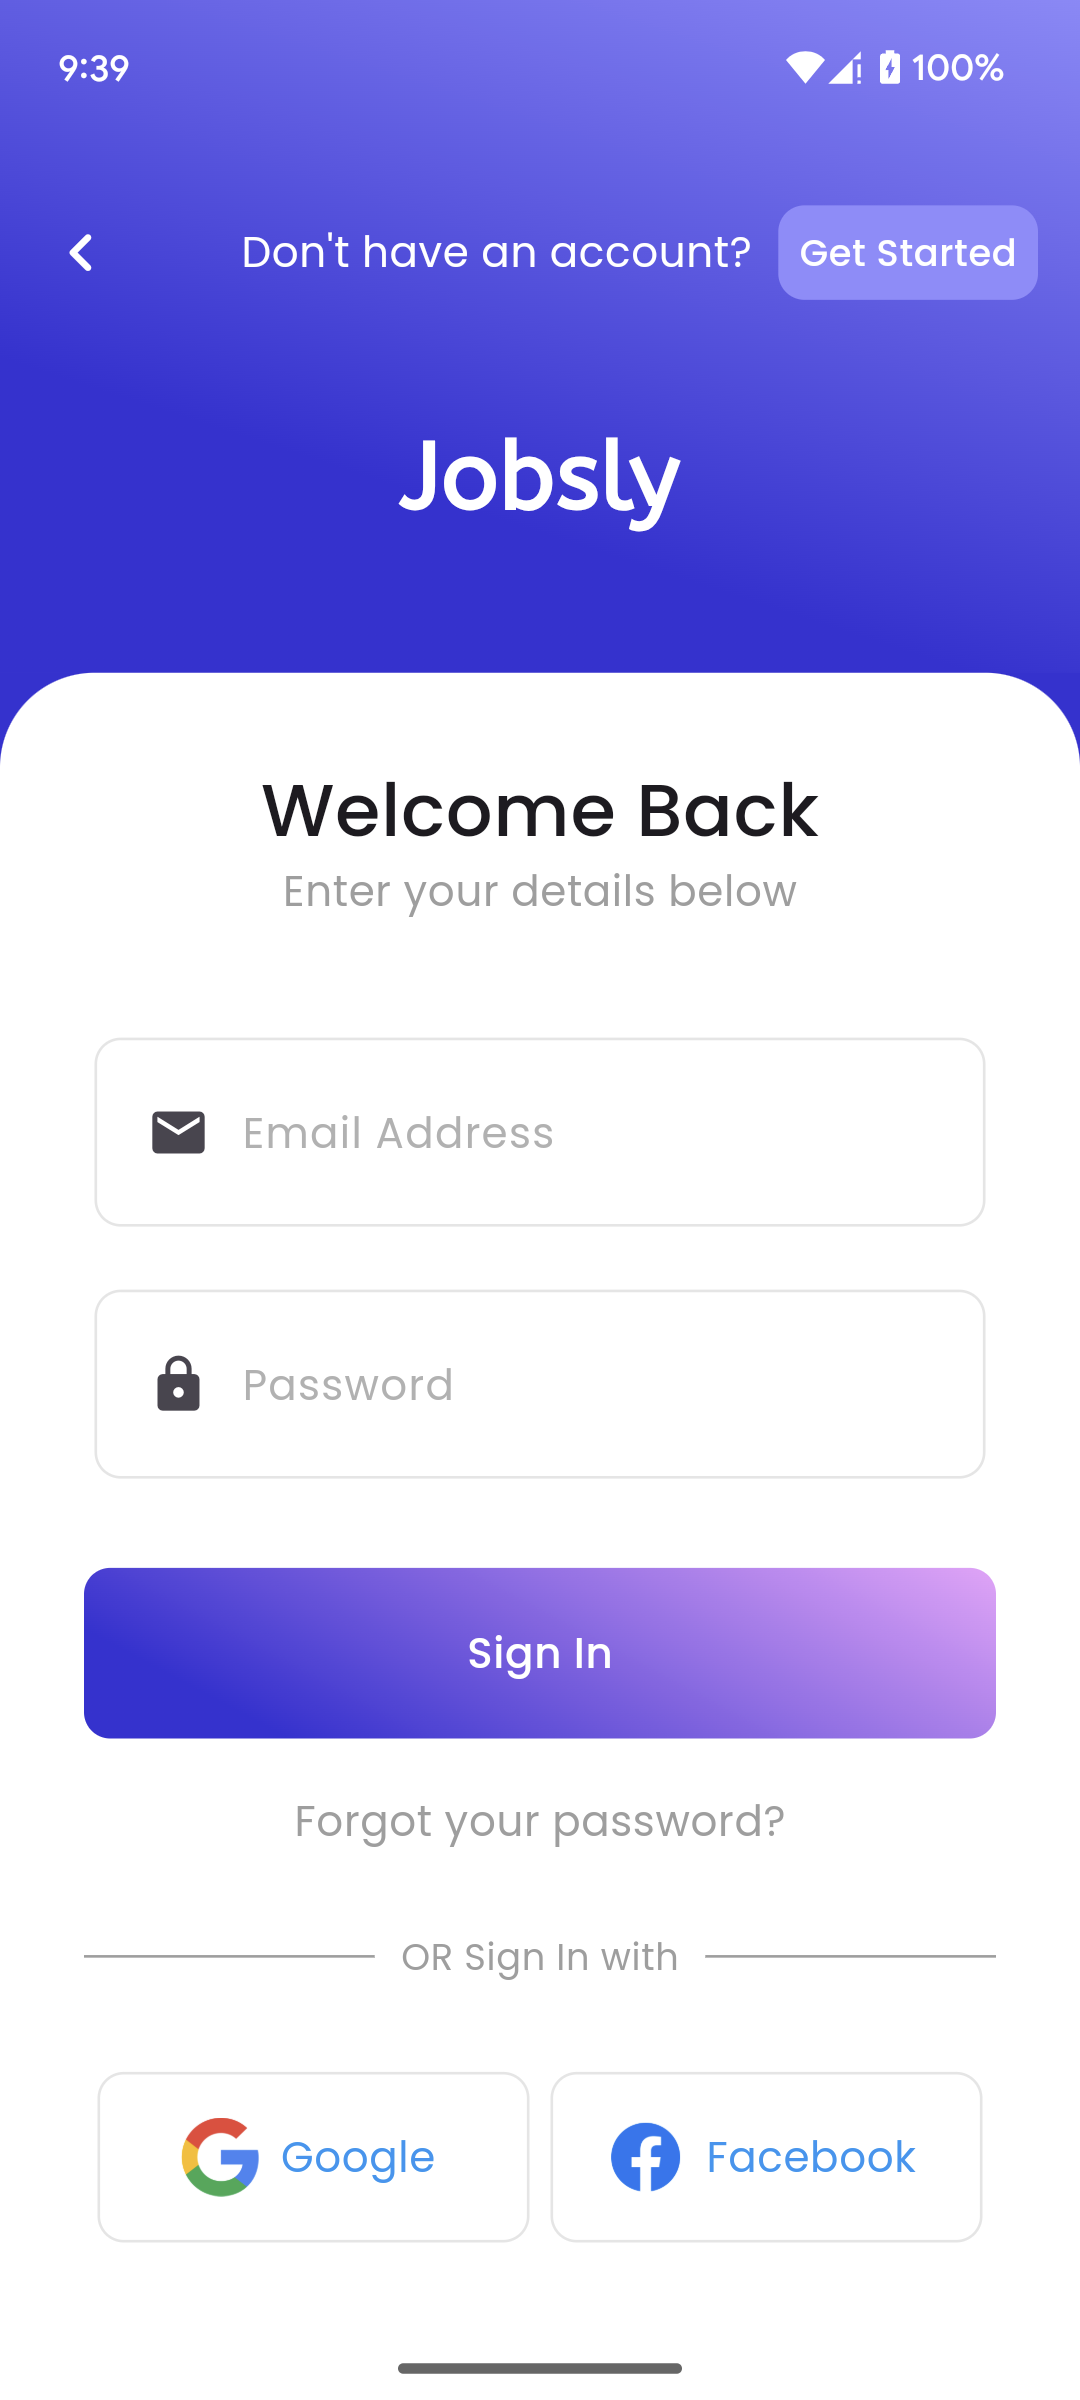 9:39
100%
Don't have an account?
Get Started
Jobsly
Welcome Back
Enter your details below
Email Address
Password
Sign In
Forgot your password?
OR Sign In with
Google
Facebook